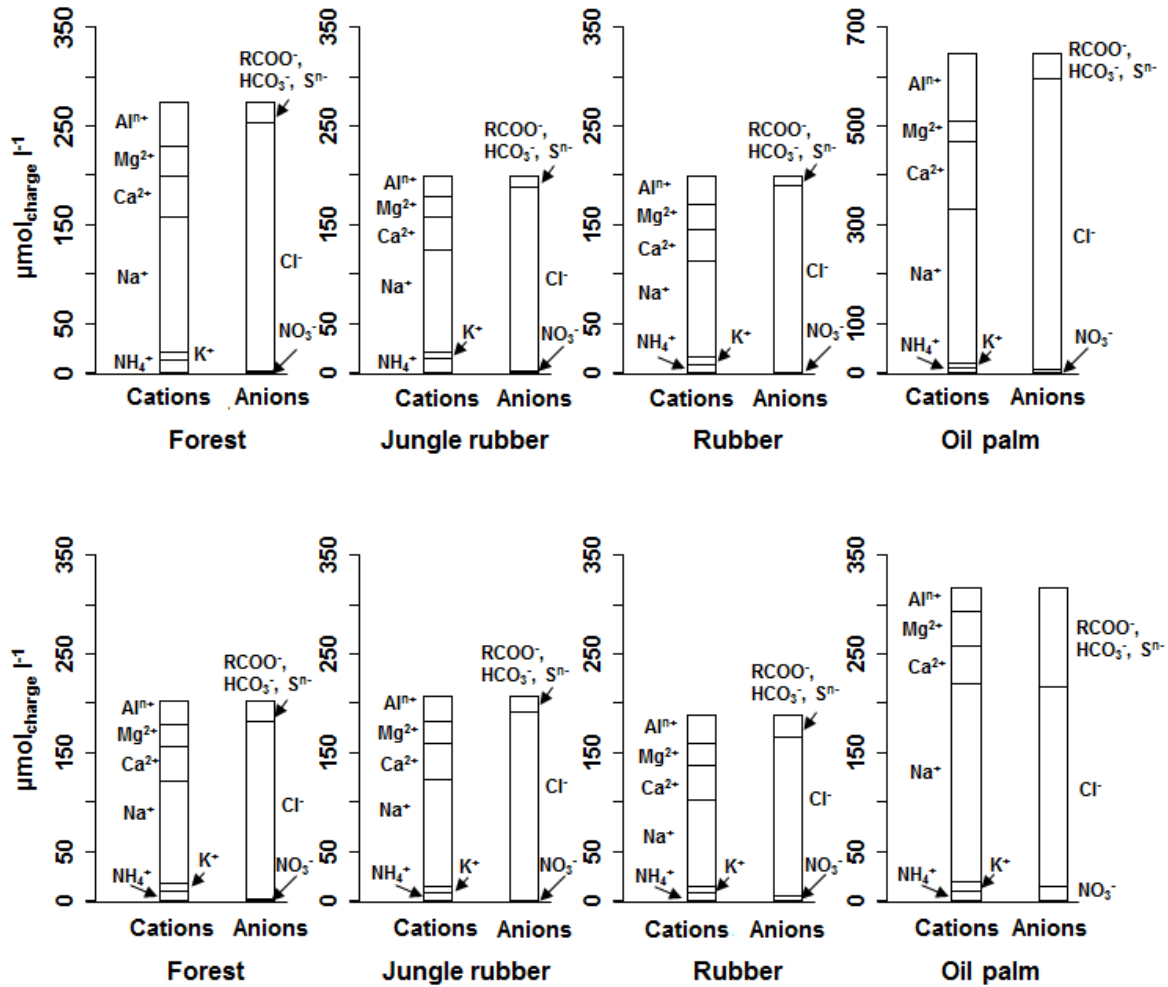 350
250
150
50
0
µmol_charge l⁻¹
Alⁿ⁺
Mg²⁺
Ca²⁺
Na⁺
NH₄⁺
K⁺
RCOO⁻,
HCO₃⁻, Sⁿ⁻
Cl⁻
NO₃⁻
Cations Anions
Forest
350
250
150
50
0
Alⁿ⁺
Mg²⁺
Ca²⁺
Na⁺
NH₄⁺
K⁺
RCOO⁻,
HCO₃⁻, Sⁿ⁻
Cl⁻
NO₃⁻
Cations Anions
Jungle rubber
350
250
150
50
0
Alⁿ⁺
Mg²⁺
Ca²⁺
Na⁺
NH₄⁺
K⁺
RCOO⁻,
HCO₃⁻, Sⁿ⁻
Cl⁻
NO₃⁻
Cations Anions
Rubber
700
500
300
100
0
Alⁿ⁺
Mg²⁺
Ca²⁺
Na⁺
NH₄⁺
K⁺
RCOO⁻,
HCO₃⁻, Sⁿ⁻
Cl⁻
NO₃⁻
Cations Anions
Oil palm
350
250
150
50
0
µmol_charge l⁻¹
Alⁿ⁺
Mg²⁺
Ca²⁺
Na⁺
NH₄⁺
K⁺
RCOO⁻,
HCO₃⁻, Sⁿ⁻
Cl⁻
NO₃⁻
Cations Anions
Forest
350
250
150
50
0
Alⁿ⁺
Mg²⁺
Ca²⁺
Na⁺
NH₄⁺
K⁺
RCOO⁻,
HCO₃⁻, Sⁿ⁻
Cl⁻
NO₃⁻
Cations Anions
Jungle rubber
350
250
150
50
0
Alⁿ⁺
Mg²⁺
Ca²⁺
Na⁺
NH₄⁺
K⁺
RCOO⁻,
HCO₃⁻, Sⁿ⁻
Cl⁻
NO₃⁻
Cations Anions
Rubber
350
250
150
50
0
Alⁿ⁺
Mg²⁺
Ca²⁺
Na⁺
NH₄⁺
K⁺
RCOO⁻,
HCO₃⁻, Sⁿ⁻
Cl⁻
NO₃⁻
Cations Anions
Oil palm